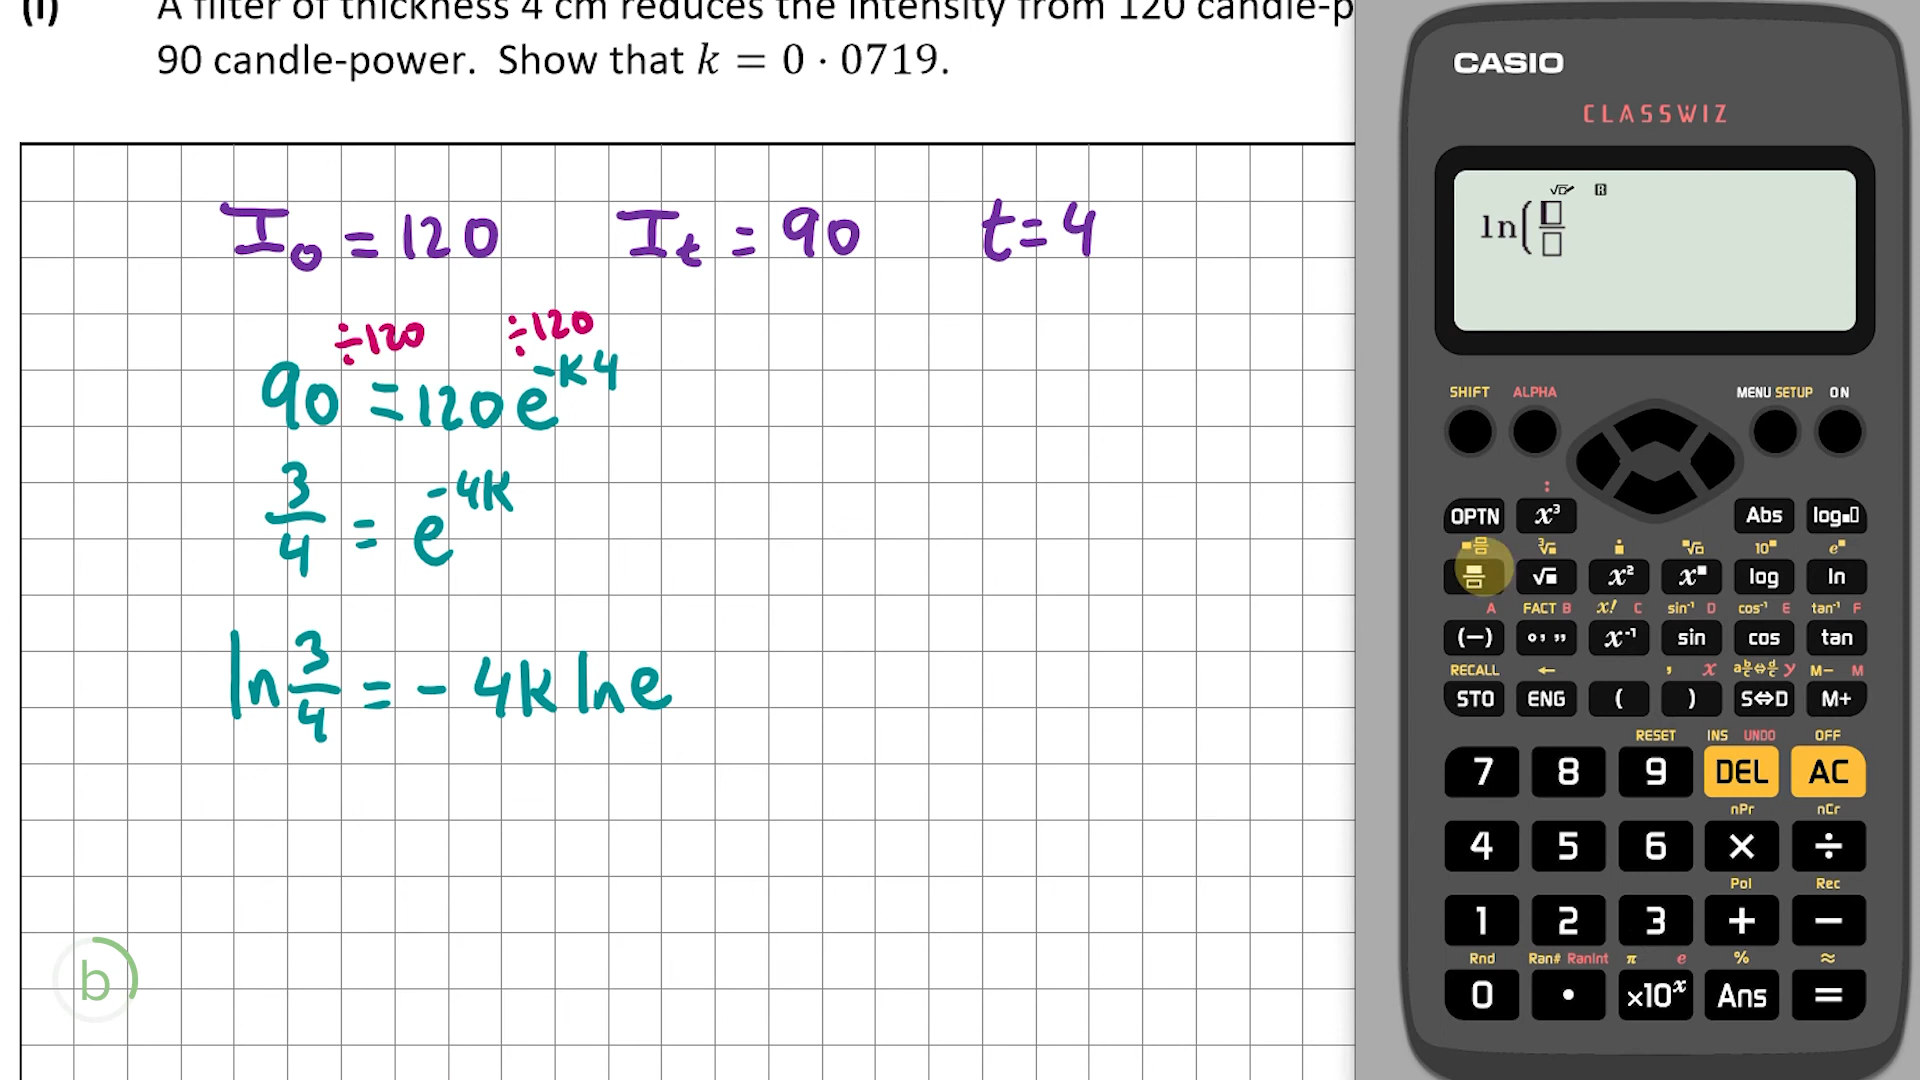 (i) A filter of thickness 4 cm reduces the intensity from 120 candle-p
90 candle-power. Show that k = 0 · 0719.
I₀ = 120 Iₜ = 90 t = 4
÷120 ÷120
90 = 120 e^-k4
3/4 = e^-4k
ln 3/4 = - 4k ln e
b
CASIO
CLASSWIZ
√□ R
ln(□/□
SHIFT ALPHA MENU SETUP ON
:
OPTN x³ Abs log■□
■■/■ ³√■ ■ ■√□ 10■ e■
■/■ √■ x² x■ log ln
A FACT B x! C sin⁻¹ D cos⁻¹ E tan⁻¹ F
(−) ° ’ ” x⁻¹ sin cos tan
RECALL ← , x a b/c⇔d/c y M− M
STO ENG ( ) S⇔D M+
RESET INS UNDO OFF
7 8 9 DEL AC
nPr nCr
4 5 6 × ÷
Pol Rec
1 2 3 + −
Rnd Ran# RanInt π e % ≈
0 • ×10ˣ Ans =